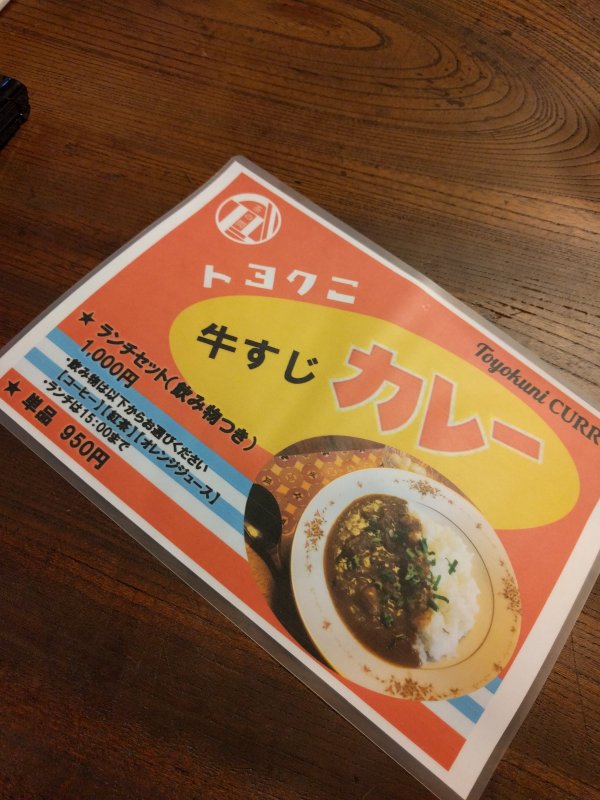 トヨクニ
牛すじ
カレー
Toyokuni CURR
★ ランチセット(飲み物つき)
1,000円
・飲み物は以下からお選びください
【コーヒー】【紅茶】【オレンジジュース】
・ランチは15:00まで
★ 単品 950円